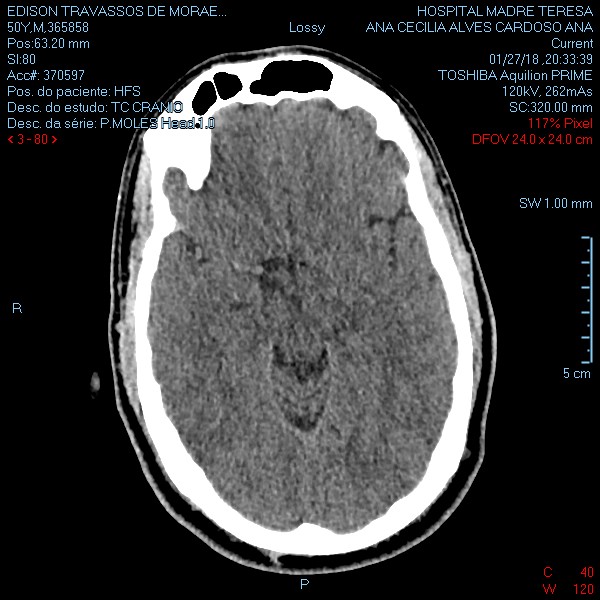 EDISON TRAVASSOS DE MORAE...
50Y,M,365858
Pos:63.20 mm
SI:80
Acc#: 370597
Pos. do paciente: HFS
Desc. do estudo: TC CRANIO
Desc. da série: P.MOLES Head 1.0
< 3 - 80 >
Lossy
HOSPITAL MADRE TERESA
ANA CECILIA ALVES CARDOSO ANA
Current
01/27/18 ,20:33:39
TOSHIBA Aquilion PRIME
120kV, 262mAs
SC:320.00 mm
117% Pixel
DFOV 24.0 x 24.0 cm
SW 1.00 mm
R
5 cm
P
C 40
W 120